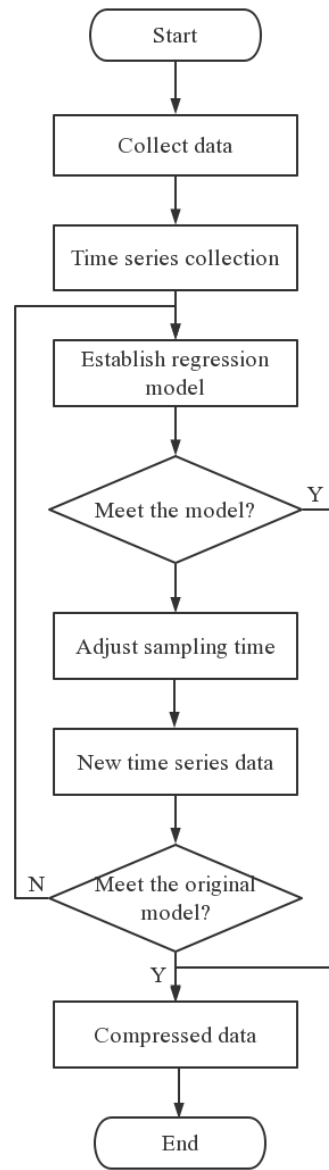 Start
Collect data
Time series collection
Establish regression
model
Meet the model?
Y
Adjust sampling time
New time series data
N
Meet the original
model?
Y
Compressed data
End